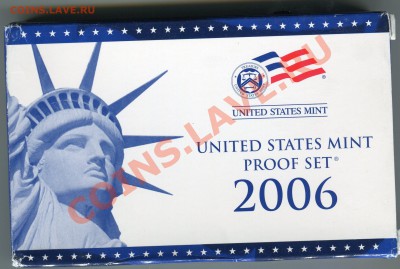 COINS.LAVE.RU
UNITED STATES MINT
UNITED STATES MINT
PROOF SET®
2006
COINS.LAVE.RU